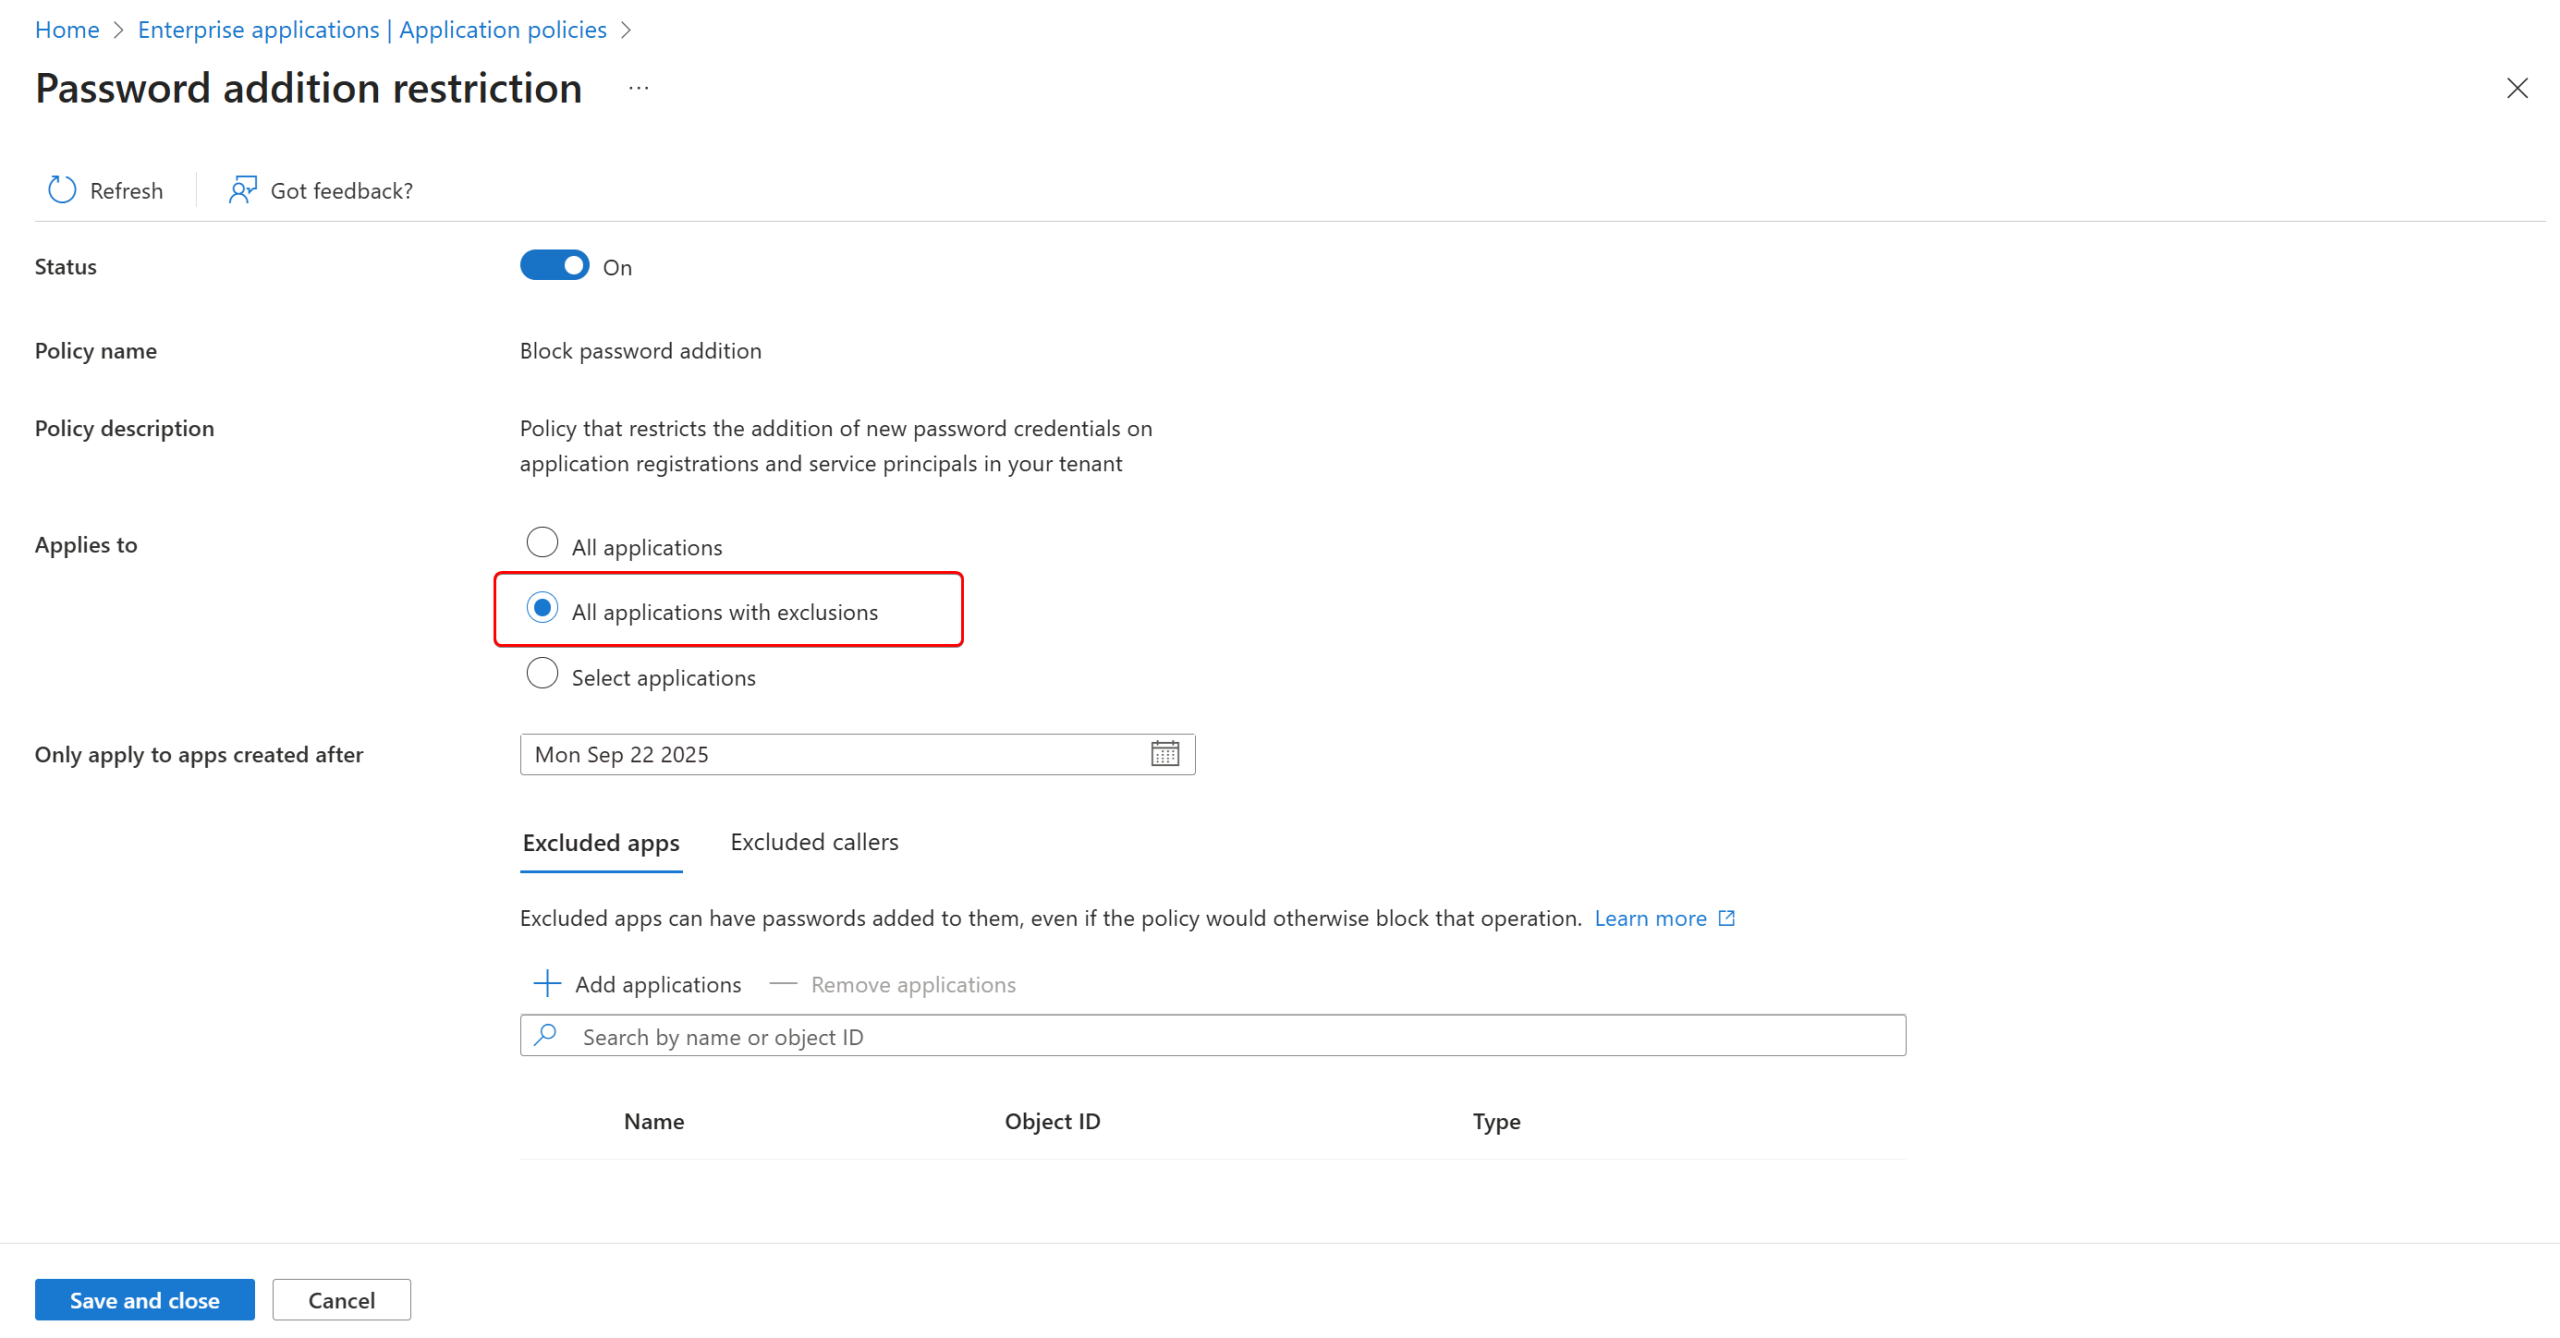 Home > Enterprise applications | Application policies >
Password addition restriction ...
Refresh | Got feedback?
Status On
Policy name Block password addition
Policy description Policy that restricts the addition of new password credentials on
application registrations and service principals in your tenant
Applies to All applications
All applications with exclusions
Select applications
Only apply to apps created after Mon Sep 22 2025
Excluded apps Excluded callers
Excluded apps can have passwords added to them, even if the policy would otherwise block that operation. Learn more
Add applications Remove applications
Search by name or object ID
Name Object ID Type
Save and close Cancel